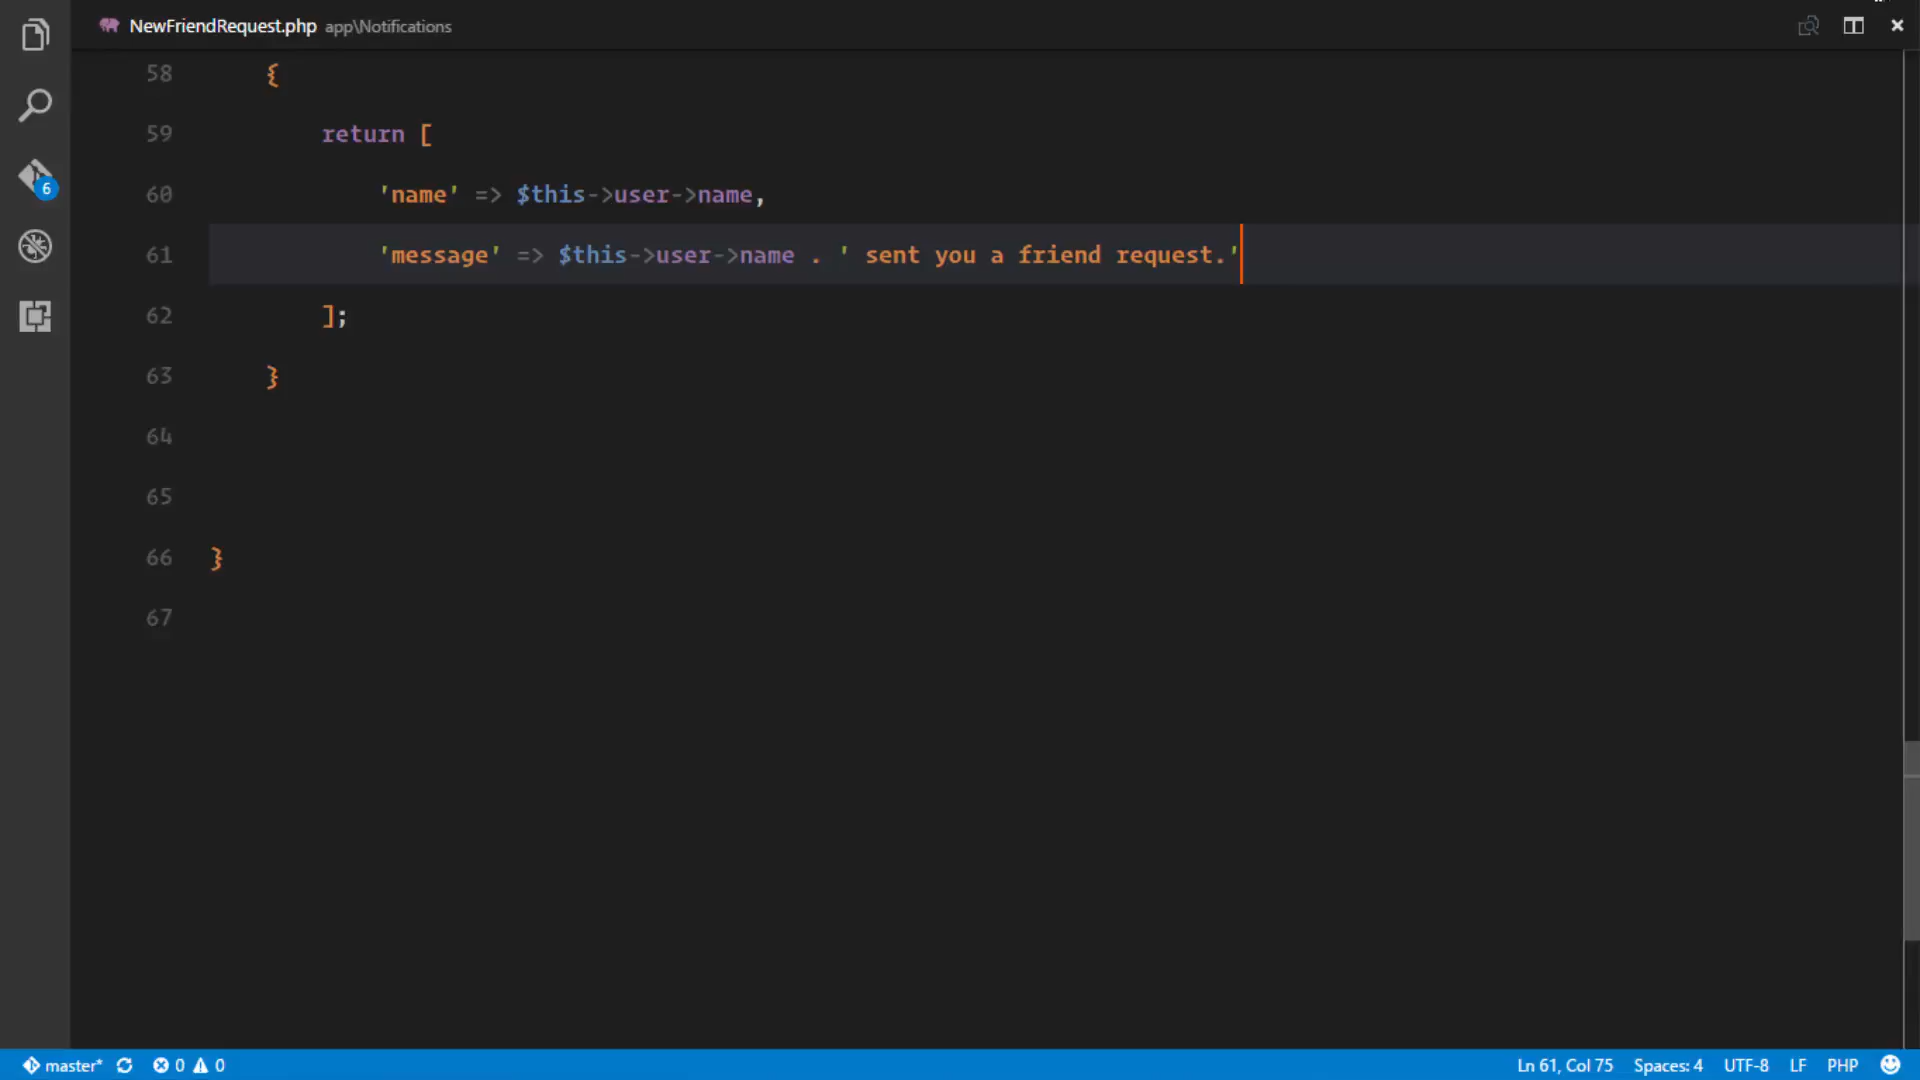 NewFriendRequest.php app\Notifications
58 {
59 return [
60 'name' => $this->user->name,
61 'message' => $this->user->name . ' sent you a friend request.'
62 ];
63 }
64
65
66 }
67
6
master* 0 0 Ln 61, Col 75 Spaces: 4 UTF-8 LF PHP